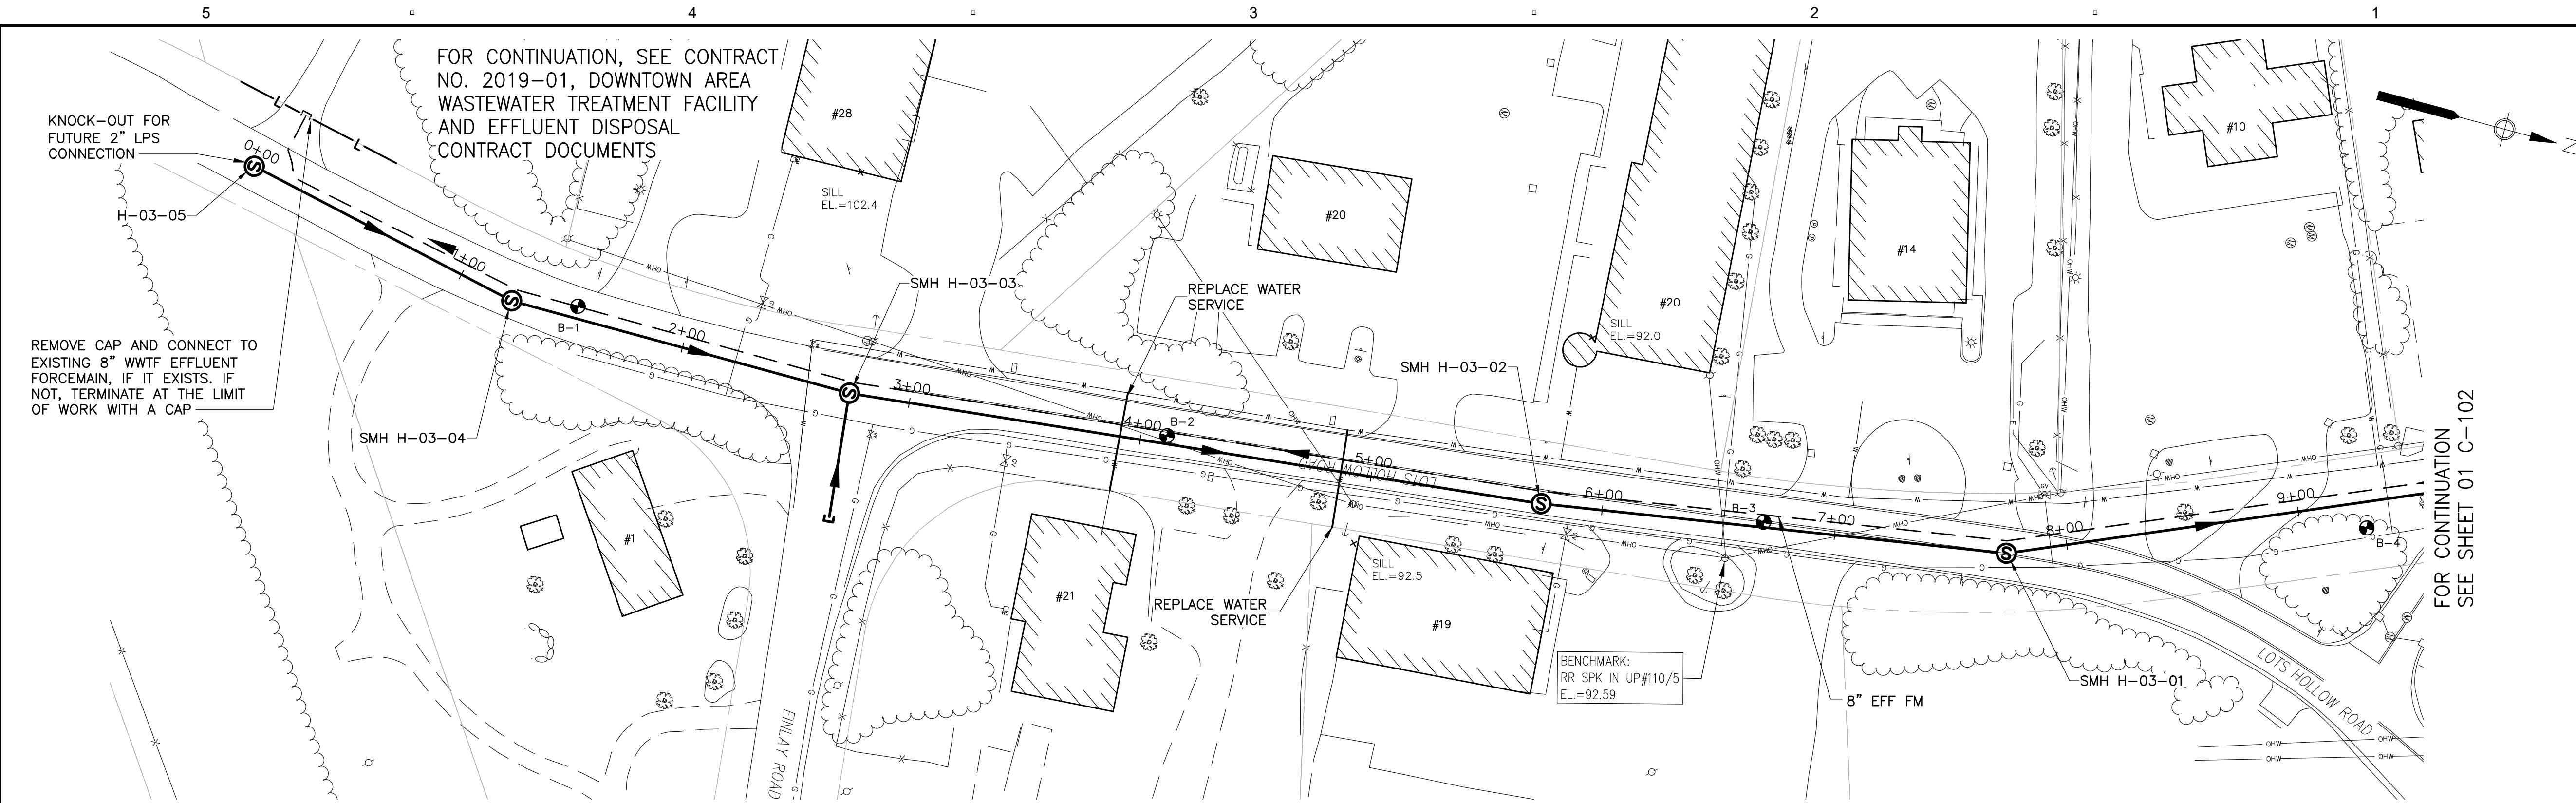 5
4
3
2
1
FOR CONTINUATION, SEE CONTRACT
NO. 2019-01, DOWNTOWN AREA
WASTEWATER TREATMENT FACILITY
AND EFFLUENT DISPOSAL
CONTRACT DOCUMENTS
KNOCK-OUT FOR
FUTURE 2" LPS
CONNECTION
0+00
H-03-05
1+00
B-1
2+00
REMOVE CAP AND CONNECT TO
EXISTING 8" WWTF EFFLUENT
FORCEMAIN, IF IT EXISTS. IF
NOT, TERMINATE AT THE LIMIT
OF WORK WITH A CAP
SMH H-03-04
#28
SILL
EL.=102.4
SMH H-03-03
3+00
REPLACE WATER
SERVICE
4+00
B-2
#20
5+00
LOTS HOLLOW ROAD
SMH H-03-02
6+00
#20
SILL
EL.=92.0
B-3
7+00
#14
8+00
#10
9+00
B-4
#1
FINLAY ROAD
#21
REPLACE WATER
SERVICE
SILL
EL.=92.5
#19
BENCHMARK:
RR SPK IN UP#110/5
EL.=92.59
8" EFF FM
SMH H-03-01
LOTS HOLLOW ROAD
OHW
OHW
OHW
OHW
FOR CONTINUATION
SEE SHEET 01 C-102